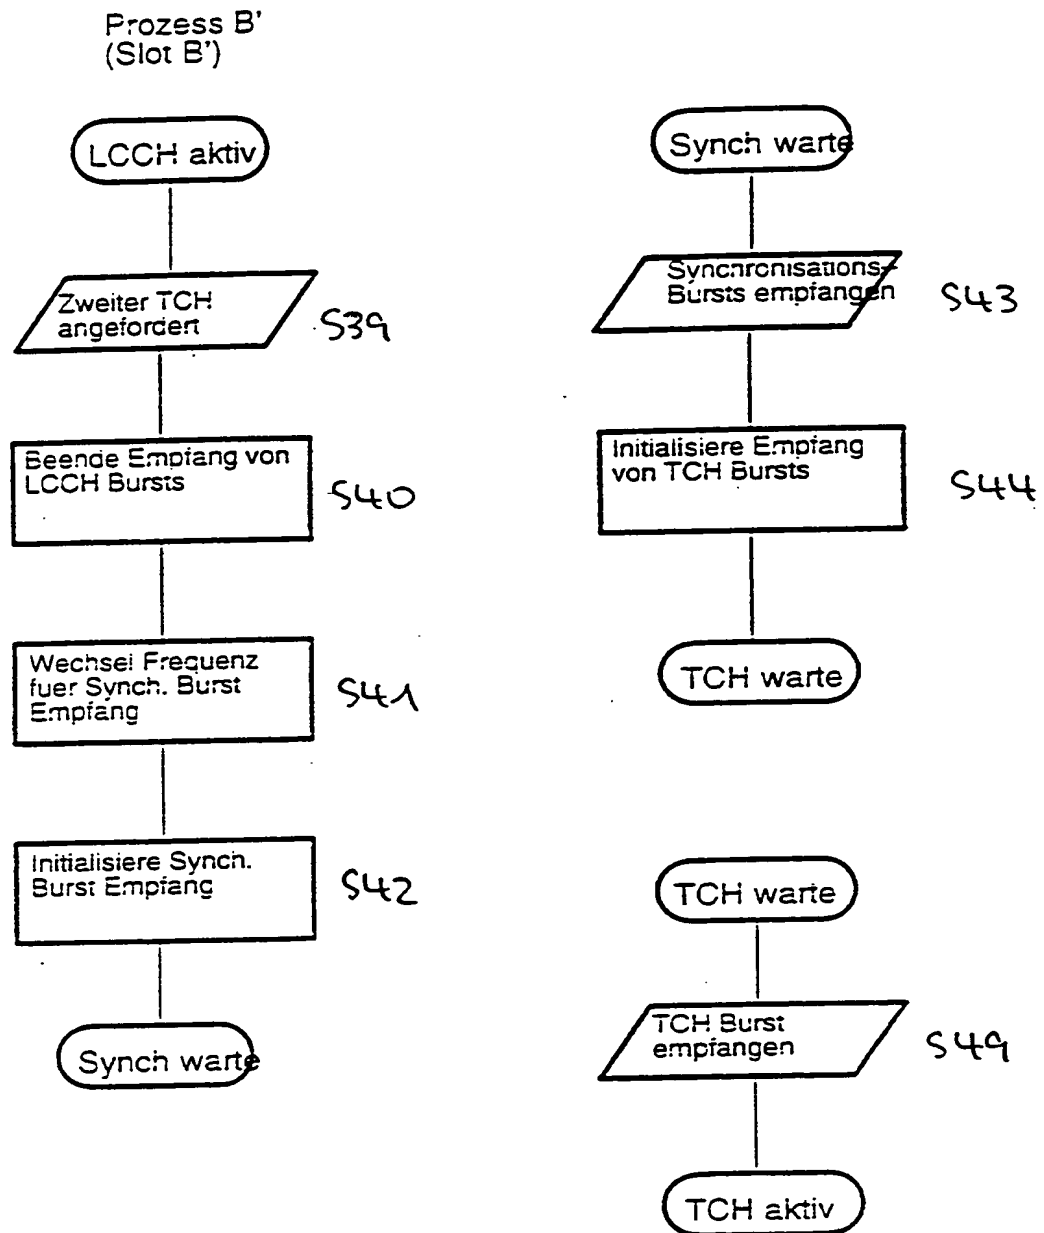 Prozess B'
(Slot B')
LCCH aktiv
Zweiter TCH
angefordert
S39
Beende Empfang von
LCCH Bursts
S40
Wechsel Frequenz
fuer Synch. Burst
Empfang
S41
Initialisiere Synch.
Burst Empfang
S42
Synch warte
Synch warte
Synchronisations-
Bursts empfangen
S43
Initialisiere Empfang
von TCH Bursts
S44
TCH warte
TCH warte
TCH Burst
empfangen
S49
TCH aktiv